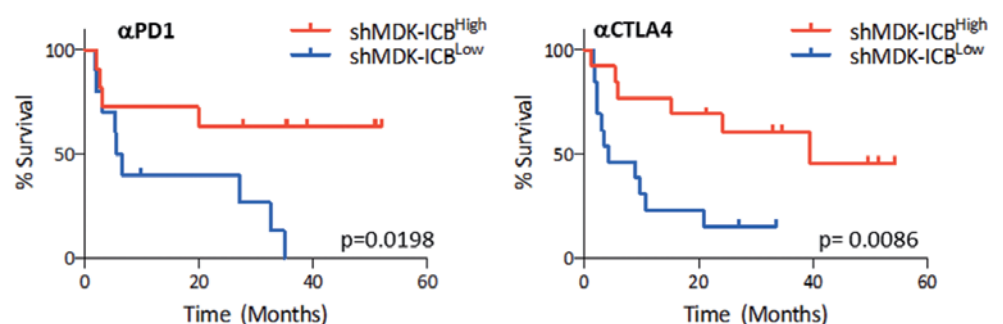 αPD1
shMDK-ICBHigh
shMDK-ICBLow
100
50
0
% Survival
p=0.0198
0 20 40 60
Time (Months)
αCTLA4
shMDK-ICBHigh
shMDK-ICBLow
100
50
0
% Survival
p= 0.0086
0 20 40 60
Time (Months)